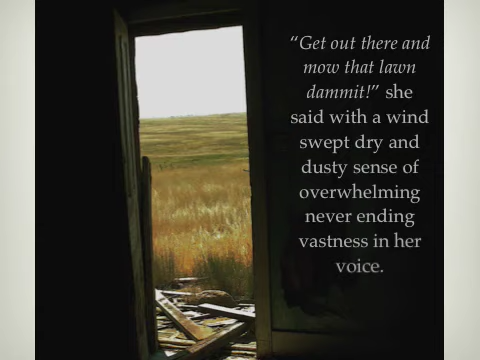 “Get out there and
mow that lawn
dammit!” she
said with a wind
swept dry and
dusty sense of
overwhelming
never ending
vastness in her
voice.